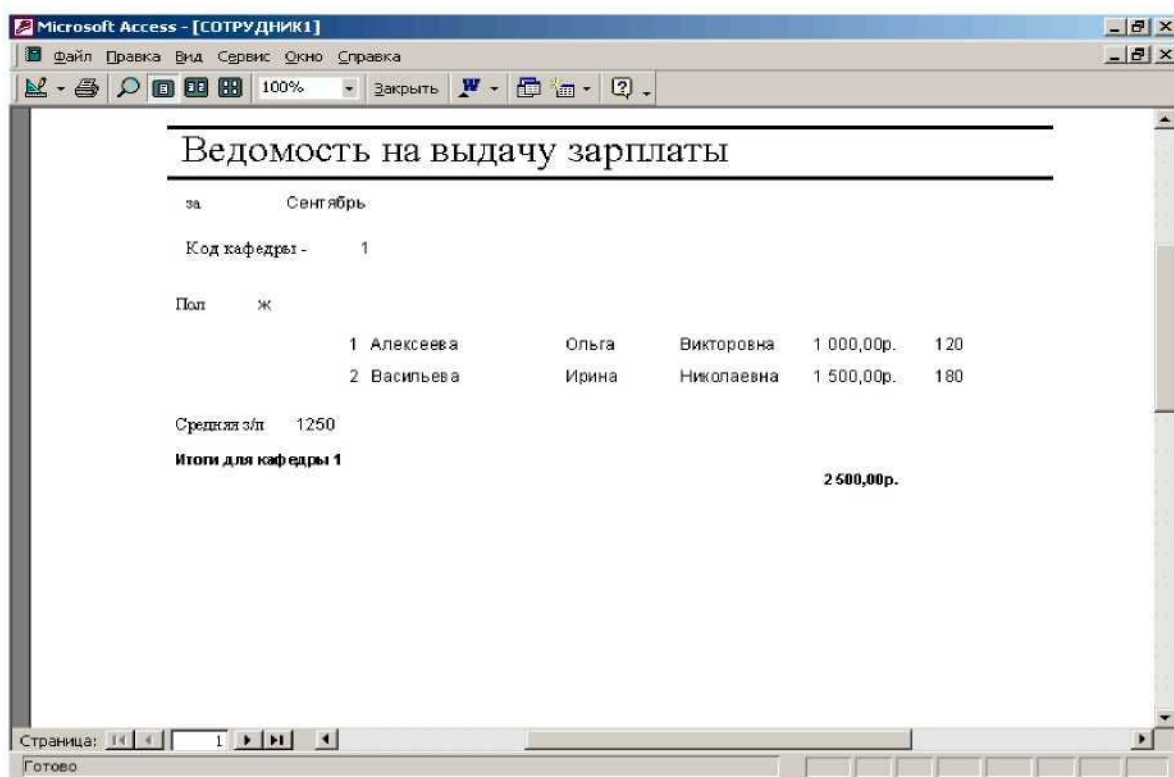 Microsoft Access - [СОТРУДНИК1]
Файл Правка Вид Сервис Окно Справка
100% Закрыть
Ведомость на выдачу зарплаты
за Сентябрь
Код кафедры - 1
Пол ж
1 Алексеева Ольга Викторовна 1 000,00р. 120
2 Васильева Ирина Николаевна 1 500,00р. 180
Средняя з/п 1250
Итоги для кафедры 1
2 500,00р.
Страница: 1
Готово